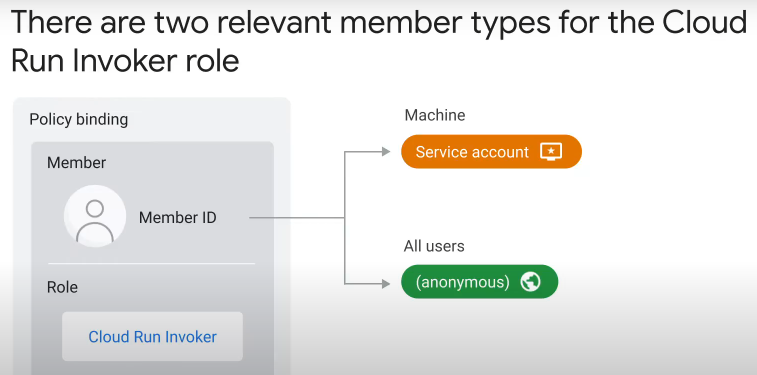 There are two relevant member types for the Cloud
Run Invoker role
Policy binding
Member
Member ID
Role
Cloud Run Invoker
Machine
Service account
All users
(anonymous)